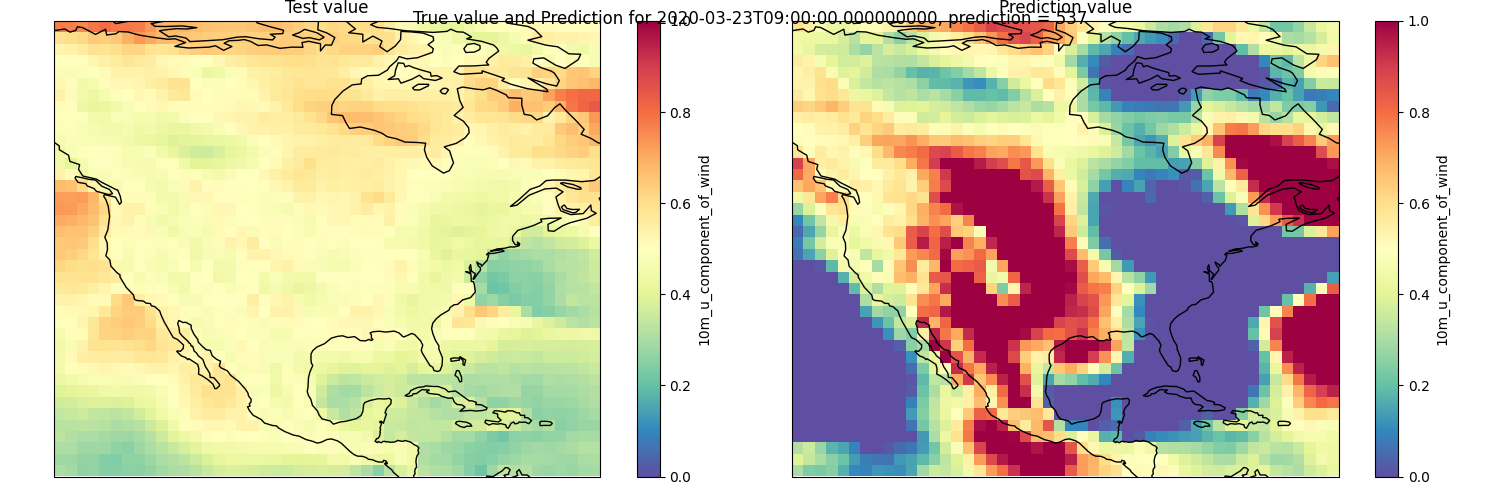 True value and Prediction for 2020-03-23T09:00:00.000000000, prediction = 537
Test value
Prediction value
1.0
0.8
0.6
0.4
0.2
0.0
10m_u_component_of_wind
1.0
0.8
0.6
0.4
0.2
0.0
10m_u_component_of_wind